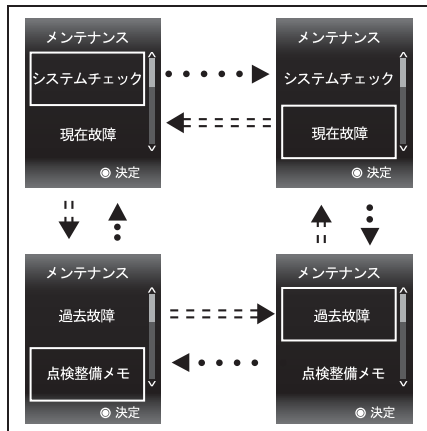 メンテナンス
システムチェック
現在故障
◉ 決定
メンテナンス
システムチェック
現在故障
◉ 決定
メンテナンス
過去故障
点検整備メモ
◉ 決定
メンテナンス
過去故障
点検整備メモ
◉ 決定